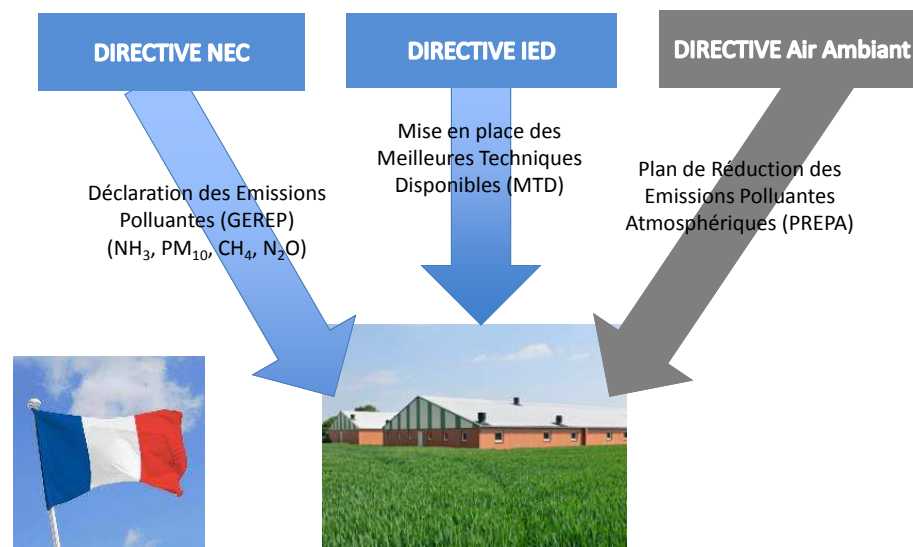 DIRECTIVE NEC
DIRECTIVE IED
DIRECTIVE Air Ambiant
Déclaration des Emissions
Polluantes (GEREP)
(NH₃, PM₁₀, CH₄, N₂O)
Mise en place des
Meilleures Techniques
Disponibles (MTD)
Plan de Réduction des
Emissions Polluantes
Atmosphériques (PREPA)